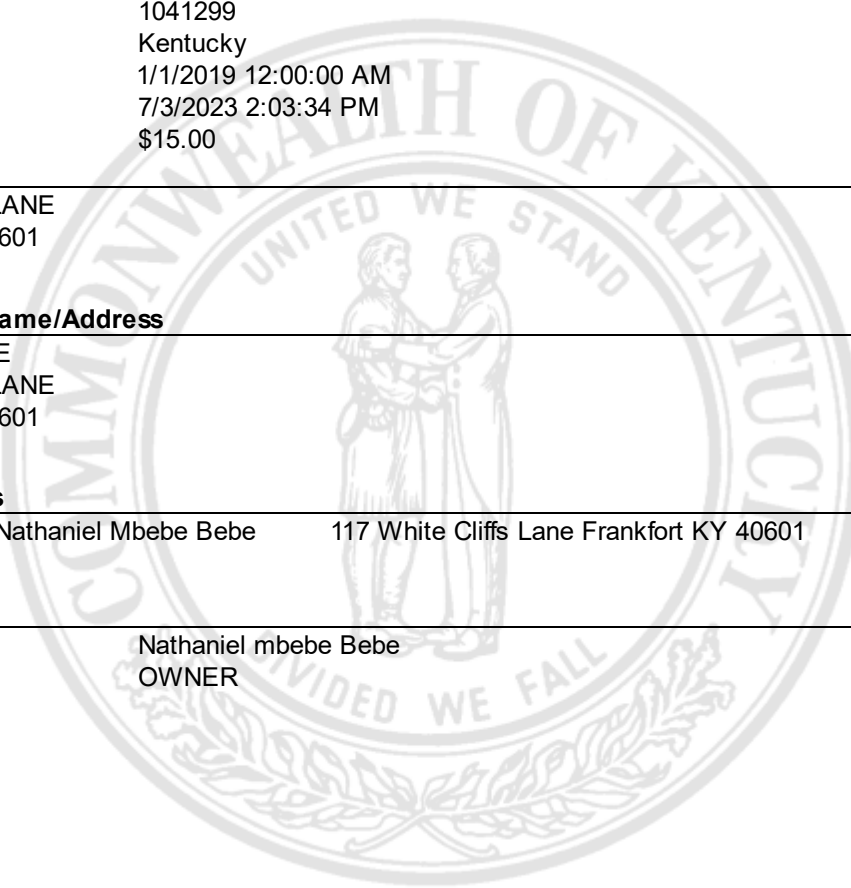 1041299
Kentucky
1/1/2019 12:00:00 AM
7/3/2023 2:03:34 PM
$15.00
LANE
601
ame/Address
E
LANE
601
s
Nathaniel Mbebe Bebe 117 White Cliffs Lane Frankfort KY 40601
Nathaniel mbebe Bebe
OWNER
COMMONWEALTH OF KENTUCKY
UNITED WE STAND
DIVIDED WE FALL